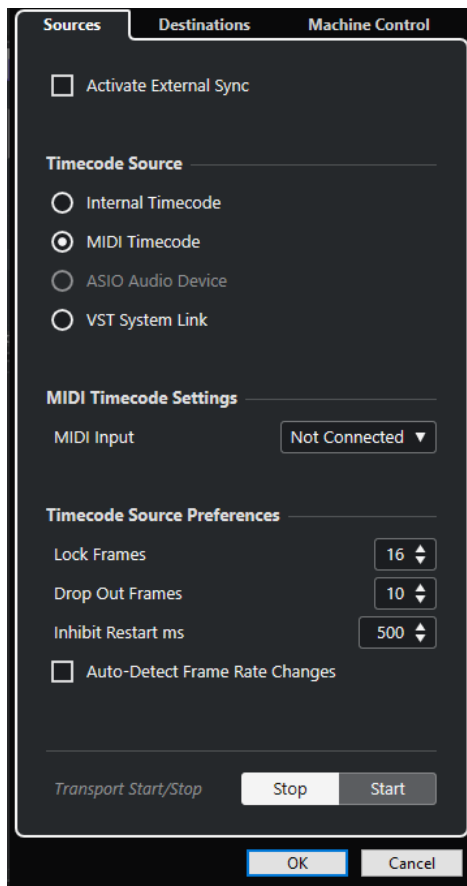 Sources Destinations Machine Control
Activate External Sync
Timecode Source
Internal Timecode
MIDI Timecode
ASIO Audio Device
VST System Link
MIDI Timecode Settings
MIDI Input Not Connected
Timecode Source Preferences
Lock Frames 16
Drop Out Frames 10
Inhibit Restart ms 500
Auto-Detect Frame Rate Changes
Transport Start/Stop Stop Start
OK Cancel